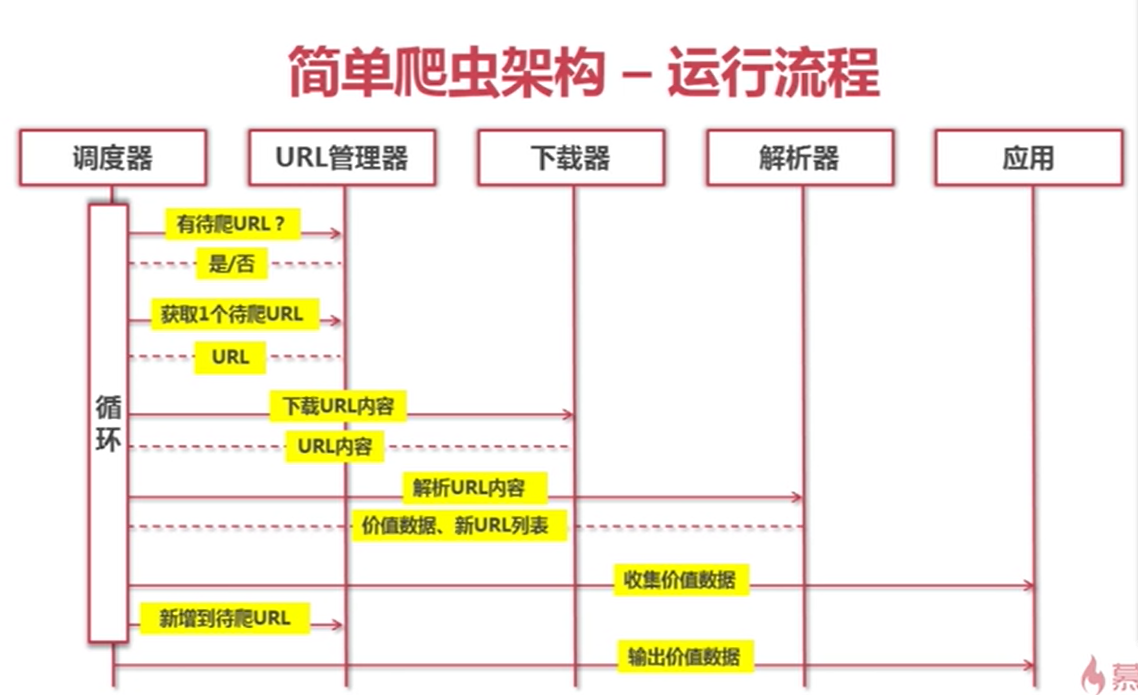 简单爬虫架构 – 运行流程
调度器
URL管理器
下载器
解析器
应用
有待爬URL？
是/否
获取1个待爬URL
URL
下载URL内容
循环
URL内容
解析URL内容
价值数据、新URL列表
收集价值数据
新增到待爬URL
输出价值数据